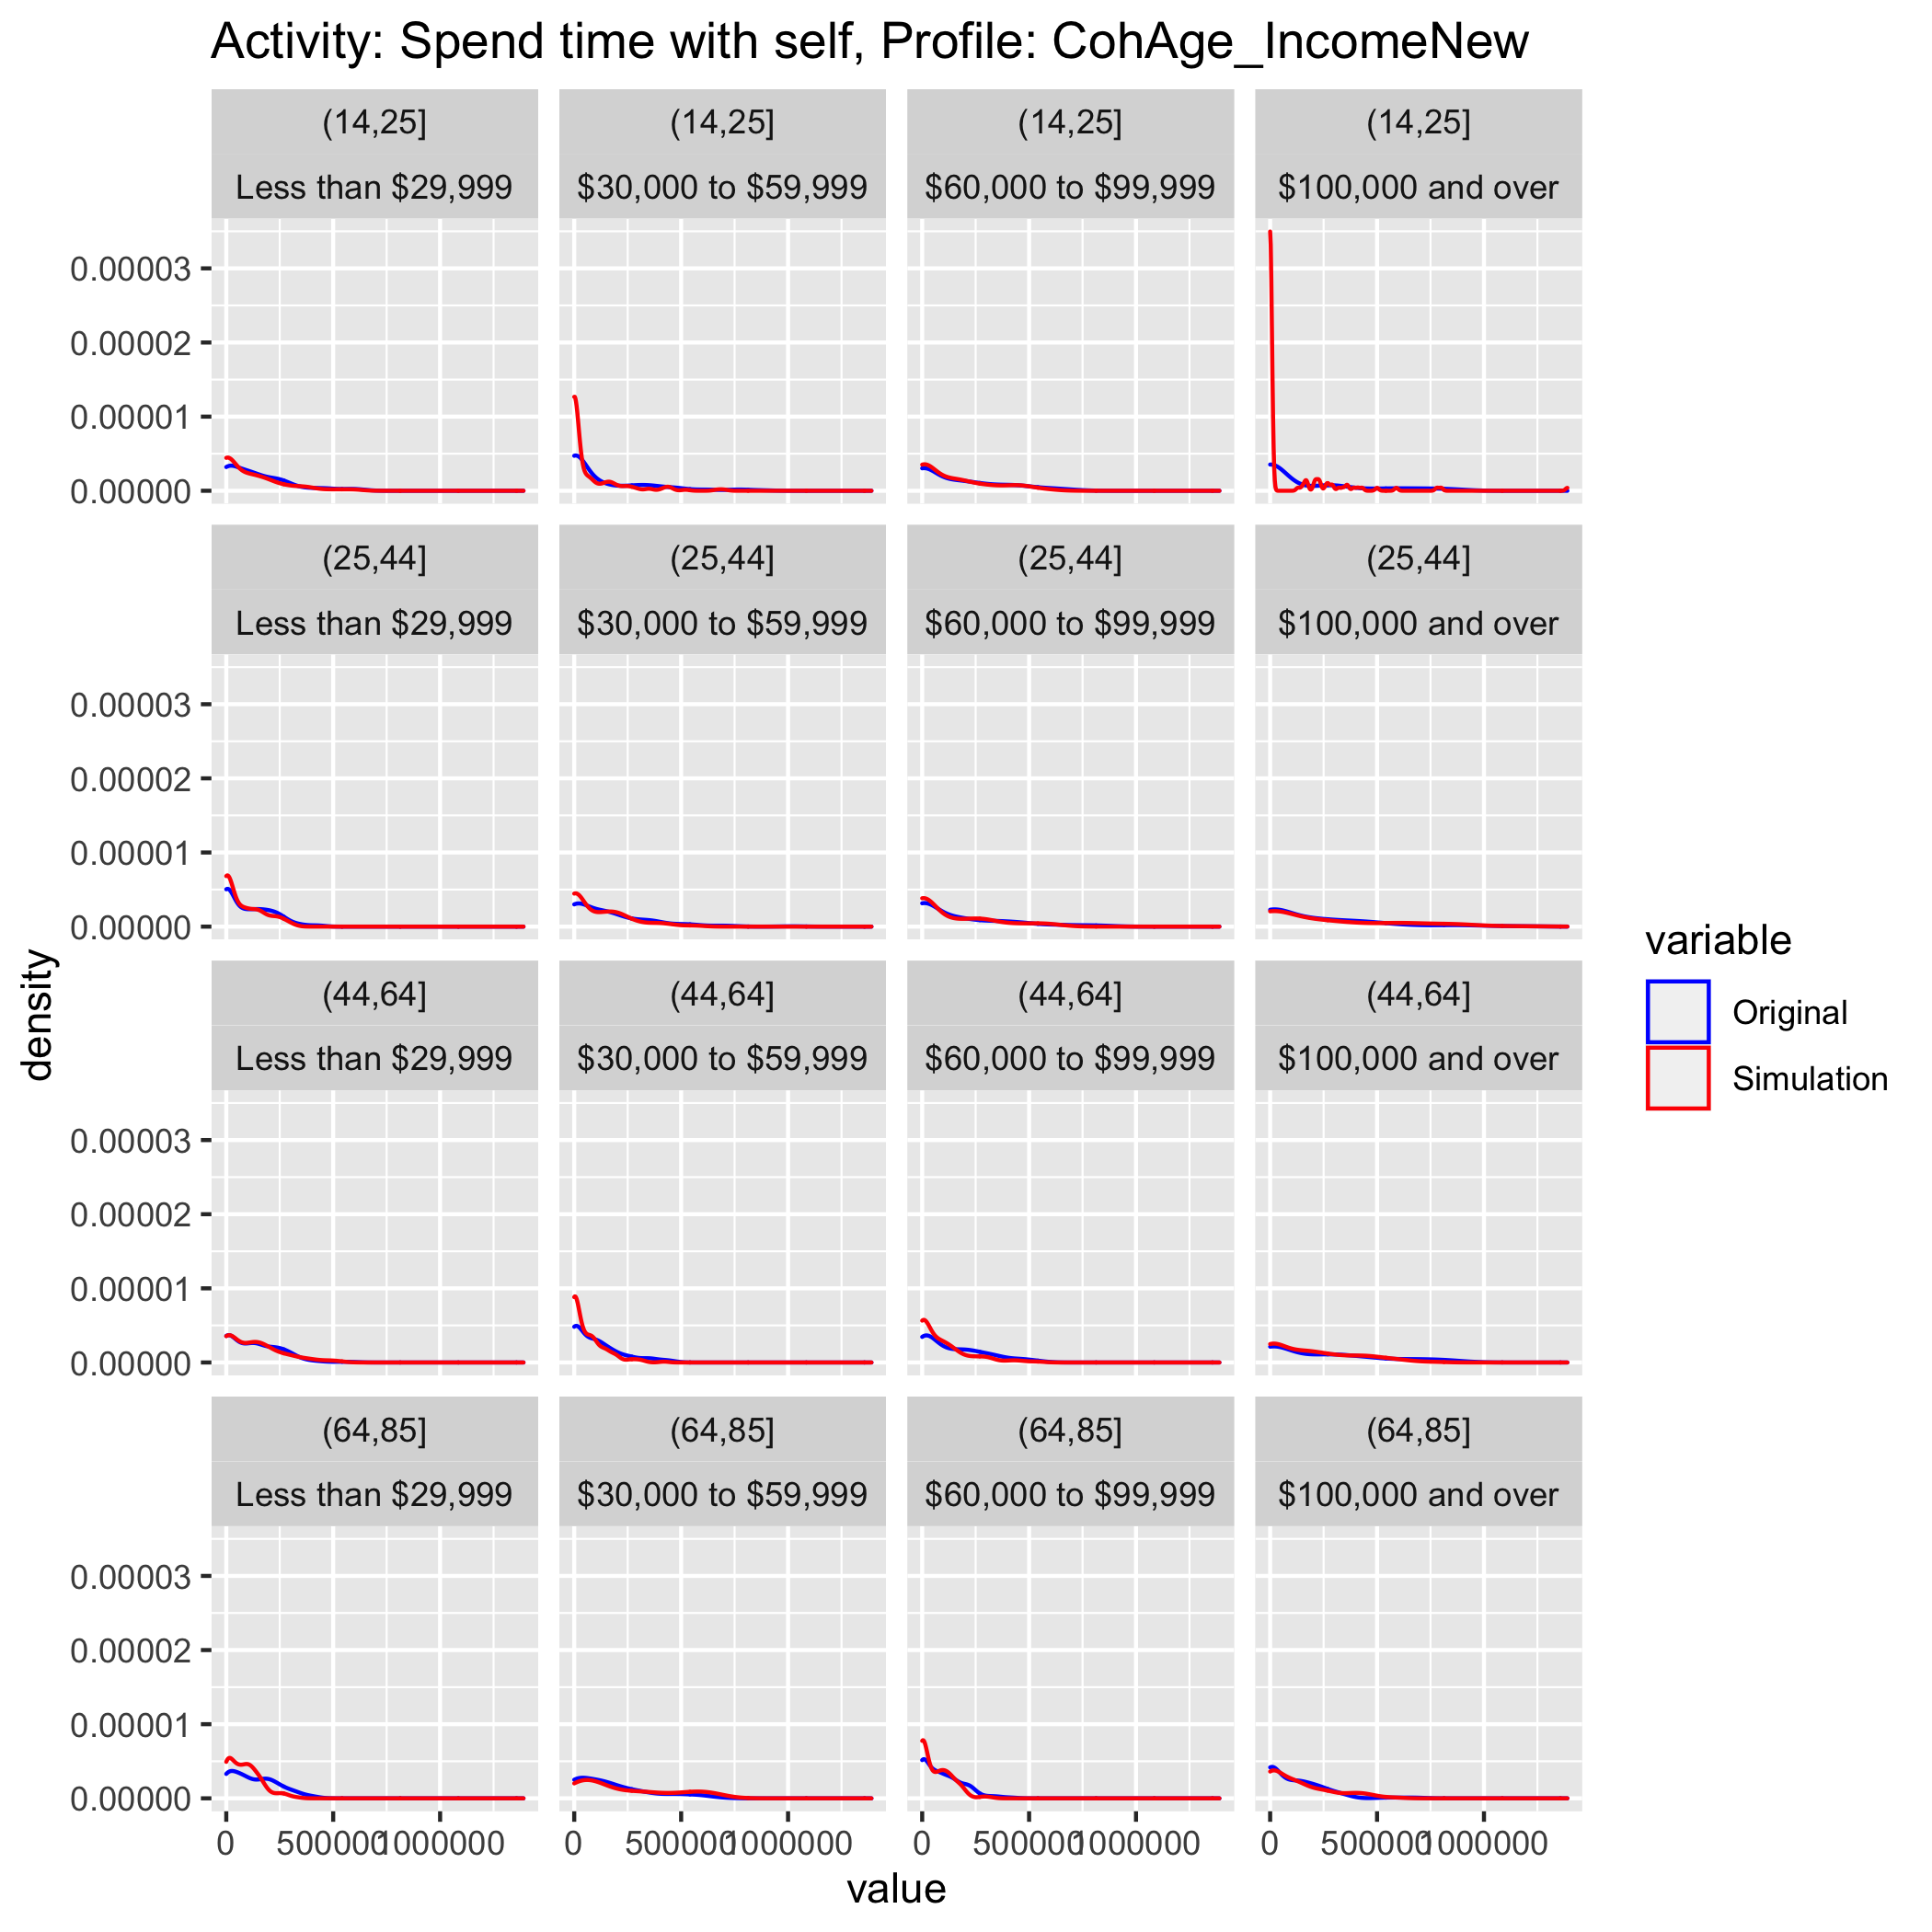 Activity: Spend time with self, Profile: CohAge_IncomeNew
(14,25] (14,25] (14,25] (14,25]
Less than $29,999 $30,000 to $59,999 $60,000 to $99,999 $100,000 and over
0.00003
0.00002
0.00001
0.00000
(25,44] (25,44] (25,44] (25,44]
Less than $29,999 $30,000 to $59,999 $60,000 to $99,999 $100,000 and over
0.00003
0.00002
0.00001
0.00000
(44,64] (44,64] (44,64] (44,64]
Less than $29,999 $30,000 to $59,999 $60,000 to $99,999 $100,000 and over
0.00003
0.00002
0.00001
0.00000
(64,85] (64,85] (64,85] (64,85]
Less than $29,999 $30,000 to $59,999 $60,000 to $99,999 $100,000 and over
0.00003
0.00002
0.00001
0.00000
0 500000 1000000 0 500000 1000000 0 500000 1000000 0 500000 1000000
value
density
variable
Original
Simulation